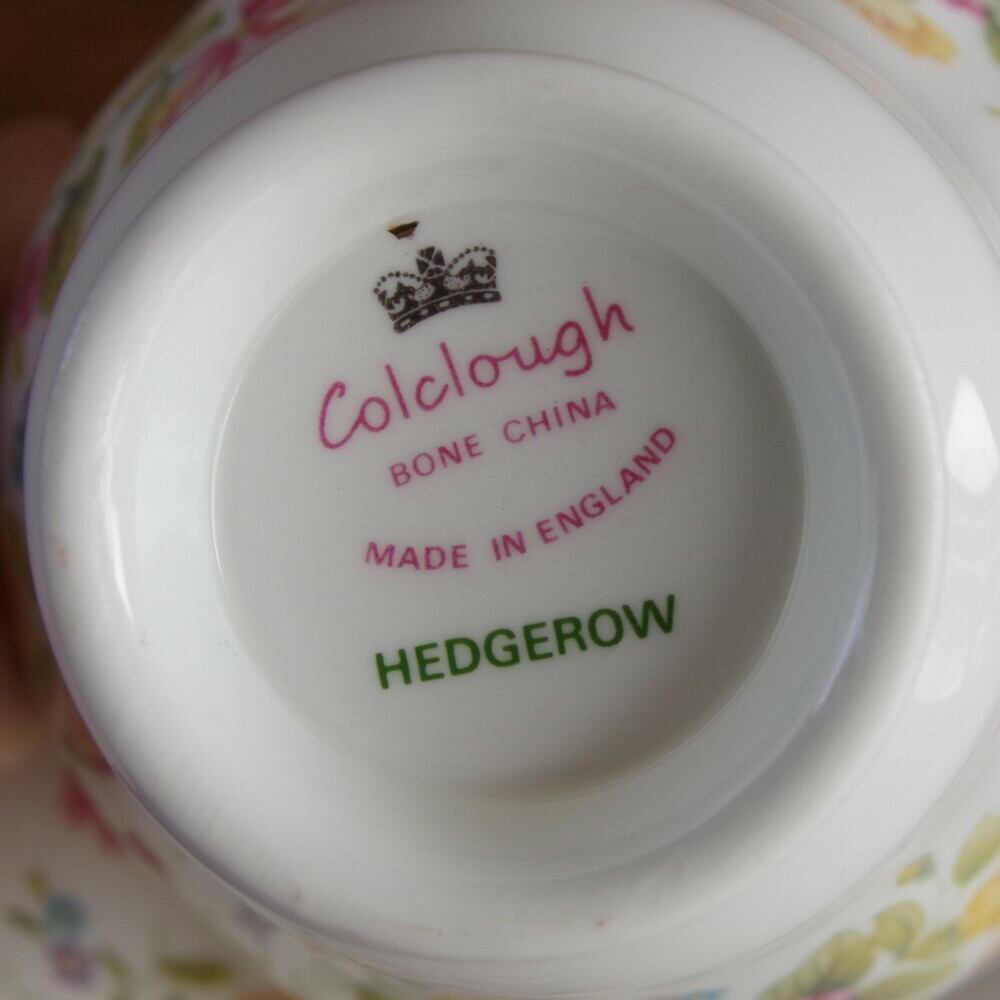 Colclough
BONE CHINA
MADE IN ENGLAND
HEDGEROW